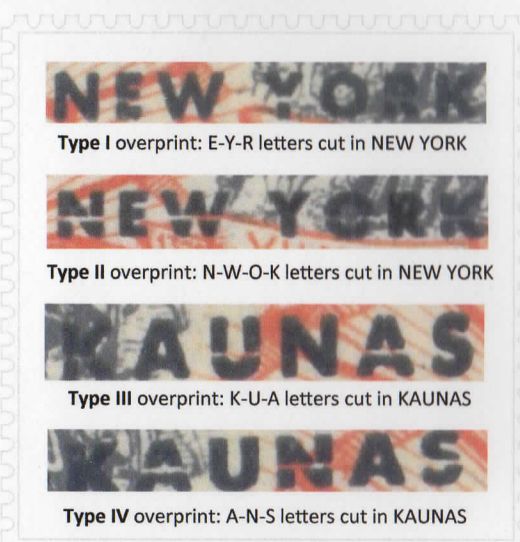 NEW YORK
Type I overprint: E-Y-R letters cut in NEW YORK
NEW YORK
Type II overprint: N-W-O-K letters cut in NEW YORK
KAUNAS
Type III overprint: K-U-A letters cut in KAUNAS
KAUNAS
Type IV overprint: A-N-S letters cut in KAUNAS